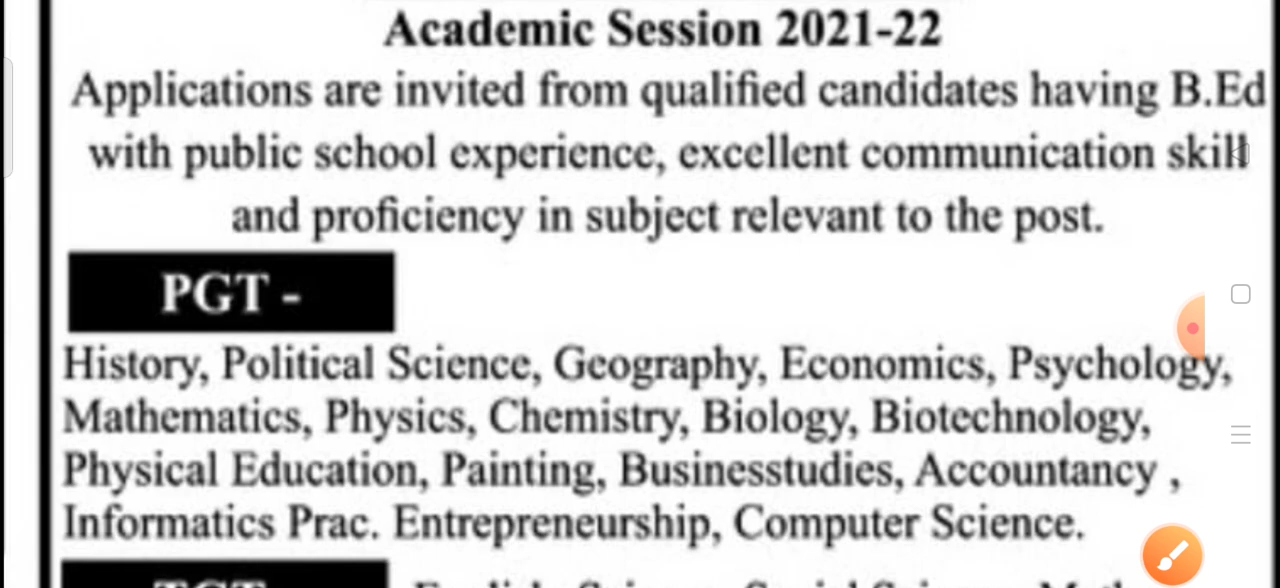 Academic Session 2021-22
Applications are invited from qualified candidates having B.Ed
with public school experience, excellent communication skill
and proficiency in subject relevant to the post.
PGT -
History, Political Science, Geography, Economics, Psychology,
Mathematics, Physics, Chemistry, Biology, Biotechnology,
Physical Education, Painting, Businesstudies, Accountancy ,
Informatics Prac. Entrepreneurship, Computer Science.